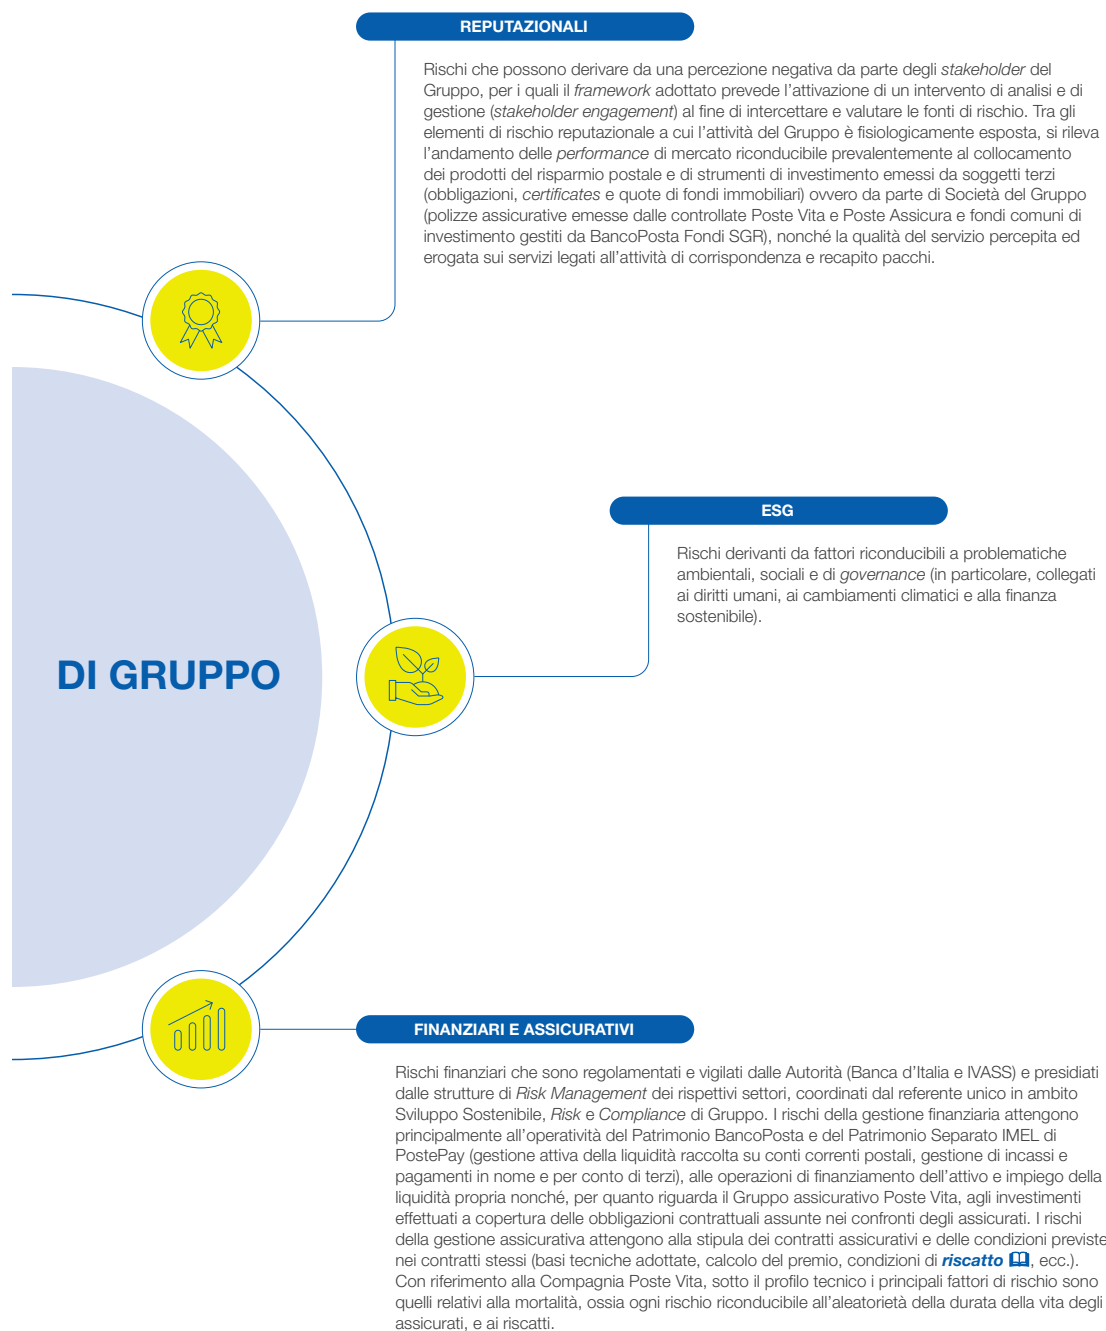 REPUTAZIONALI
Rischi che possono derivare da una percezione negativa da parte degli stakeholder del
Gruppo, per i quali il framework adottato prevede l'attivazione di un intervento di analisi e di
gestione (stakeholder engagement) al fine di intercettare e valutare le fonti di rischio. Tra gli
elementi di rischio reputazionale a cui l'attività del Gruppo è fisiologicamente esposta, si rileva
l'andamento delle performance di mercato riconducibile prevalentemente al collocamento
dei prodotti del risparmio postale e di strumenti di investimento emessi da soggetti terzi
(obbligazioni, certificates e quote di fondi immobiliari) ovvero da parte di Società del Gruppo
(polizze assicurative emesse dalle controllate Poste Vita e Poste Assicura e fondi comuni di
investimento gestiti da BancoPosta Fondi SGR), nonché la qualità del servizio percepita ed
erogata sui servizi legati all'attività di corrispondenza e recapito pacchi.
ESG
Rischi derivanti da fattori riconducibili a problematiche
ambientali, sociali e di governance (in particolare, collegati
ai diritti umani, ai cambiamenti climatici e alla finanza
sostenibile).
DI GRUPPO
FINANZIARI E ASSICURATIVI
Rischi finanziari che sono regolamentati e vigilati dalle Autorità (Banca d'Italia e IVASS) e presidiati
dalle strutture di Risk Management dei rispettivi settori, coordinati dal referente unico in ambito
Sviluppo Sostenibile, Risk e Compliance di Gruppo. I rischi della gestione finanziaria attengono
principalmente all'operatività del Patrimonio BancoPosta e del Patrimonio Separato IMEL di
PostePay (gestione attiva della liquidità raccolta su conti correnti postali, gestione di incassi e
pagamenti in nome e per conto di terzi), alle operazioni di finanziamento dell'attivo e impiego della
liquidità propria nonché, per quanto riguarda il Gruppo assicurativo Poste Vita, agli investimenti
effettuati a copertura delle obbligazioni contrattuali assunte nei confronti degli assicurati. I rischi
della gestione assicurativa attengono alla stipula dei contratti assicurativi e delle condizioni previste
nei contratti stessi (basi tecniche adottate, calcolo del premio, condizioni di riscatto, ecc.).
Con riferimento alla Compagnia Poste Vita, sotto il profilo tecnico i principali fattori di rischio sono
quelli relativi alla mortalità, ossia ogni rischio riconducibile all'aleatorietà della durata della vita degli
assicurati, e ai riscatti.